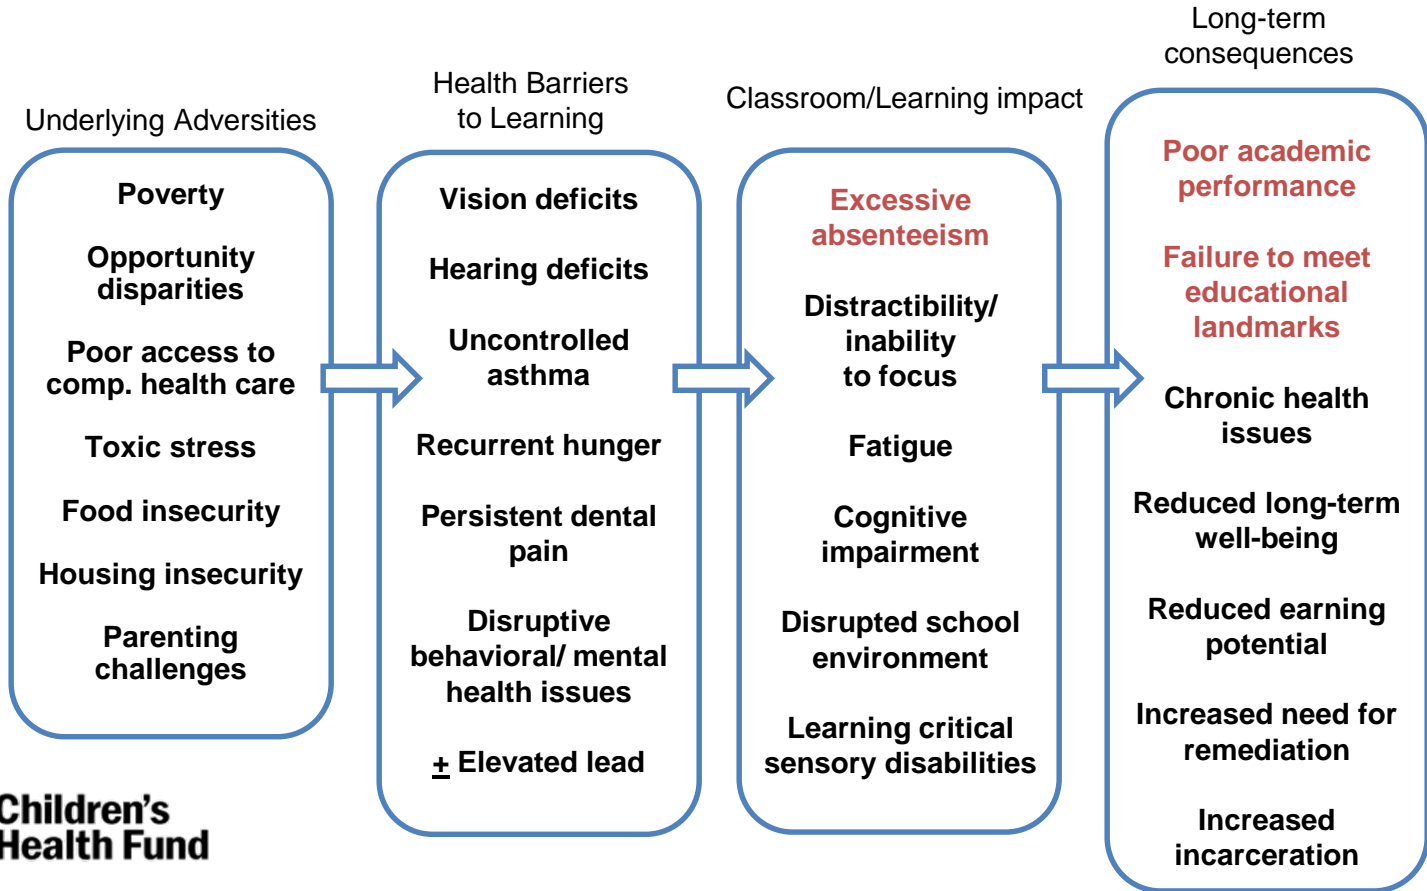 Underlying Adversities
Poverty
Opportunity
disparities
Poor access to
comp. health care
Toxic stress
Food insecurity
Housing insecurity
Parenting
challenges
Health Barriers
to Learning
Vision deficits
Hearing deficits
Uncontrolled
asthma
Recurrent hunger
Persistent dental
pain
Disruptive
behavioral/ mental
health issues
± Elevated lead
Classroom/Learning impact
Excessive
absenteeism
Distractibility/
inability
to focus
Fatigue
Cognitive
impairment
Disrupted school
environment
Learning critical
sensory disabilities
Long-term
consequences
Poor academic
performance
Failure to meet
educational
landmarks
Chronic health
issues
Reduced long-term
well-being
Reduced earning
potential
Increased need for
remediation
Increased
incarceration
Children's
Health Fund